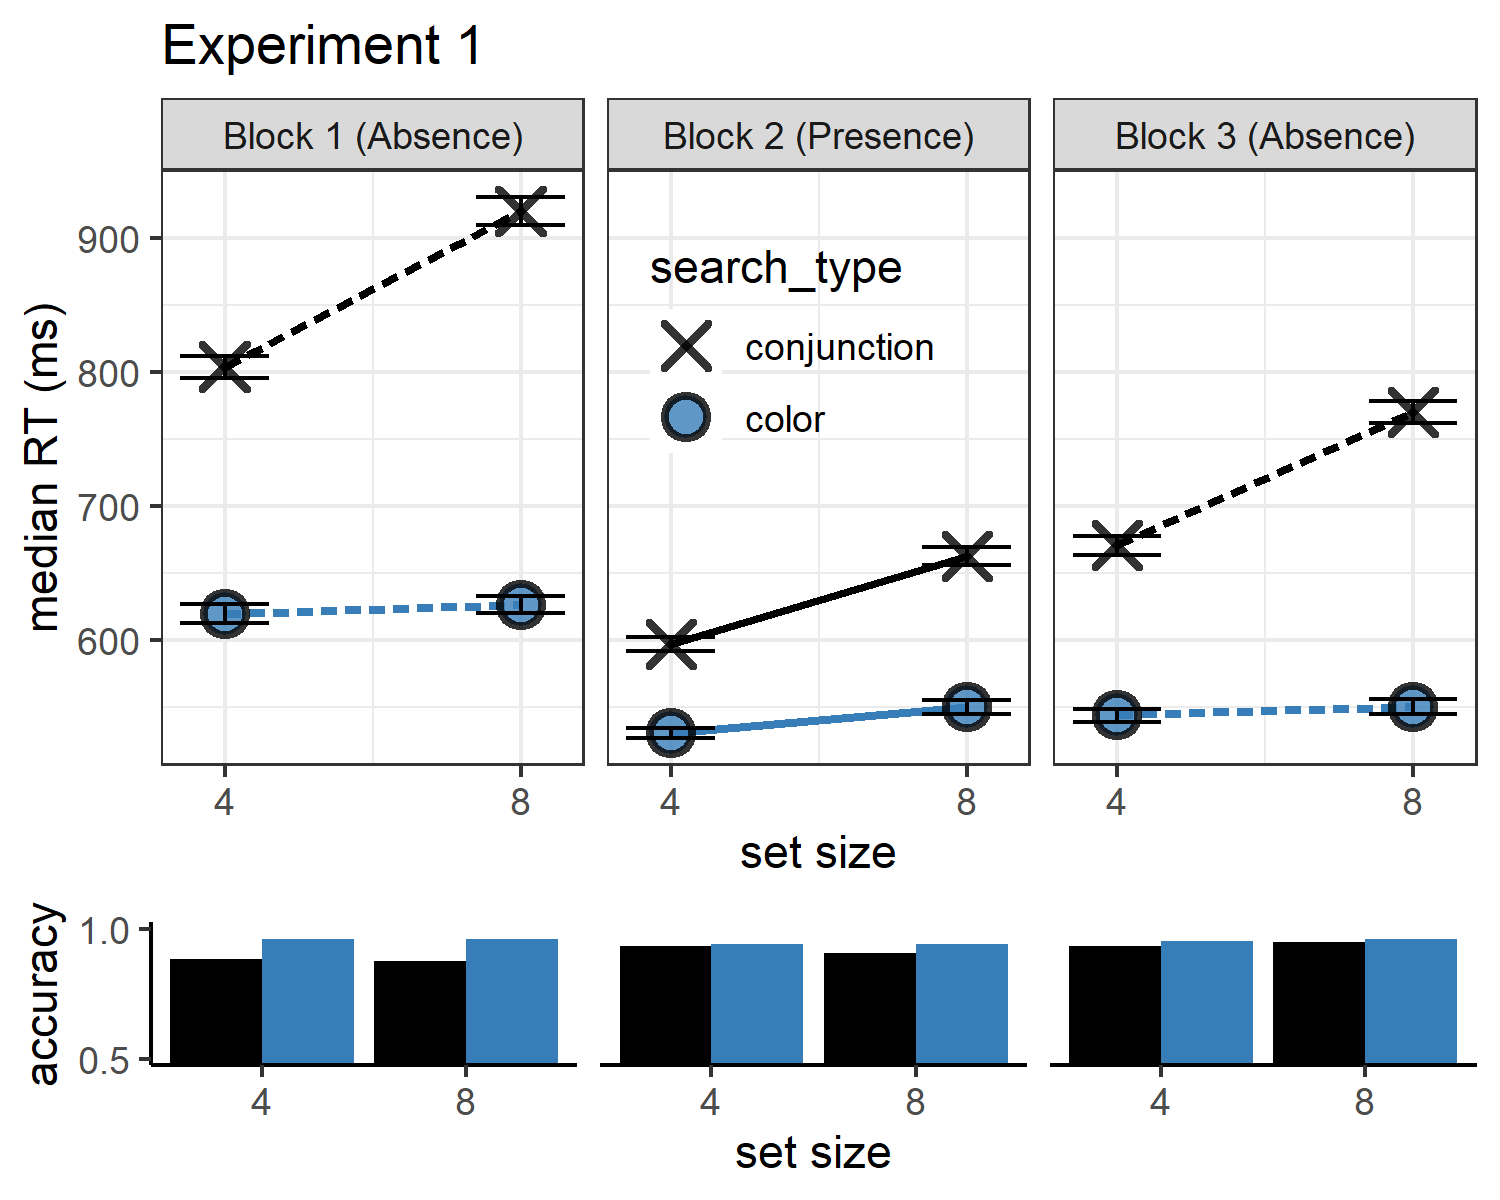 Experiment 1
Block 1 (Absence) Block 2 (Presence) Block 3 (Absence)
median RT (ms)
900
800
700
600
search_type
conjunction
color
4 8 4 8 4 8
set size
accuracy
1.0
0.5
4 8 4 8 4 8
set size